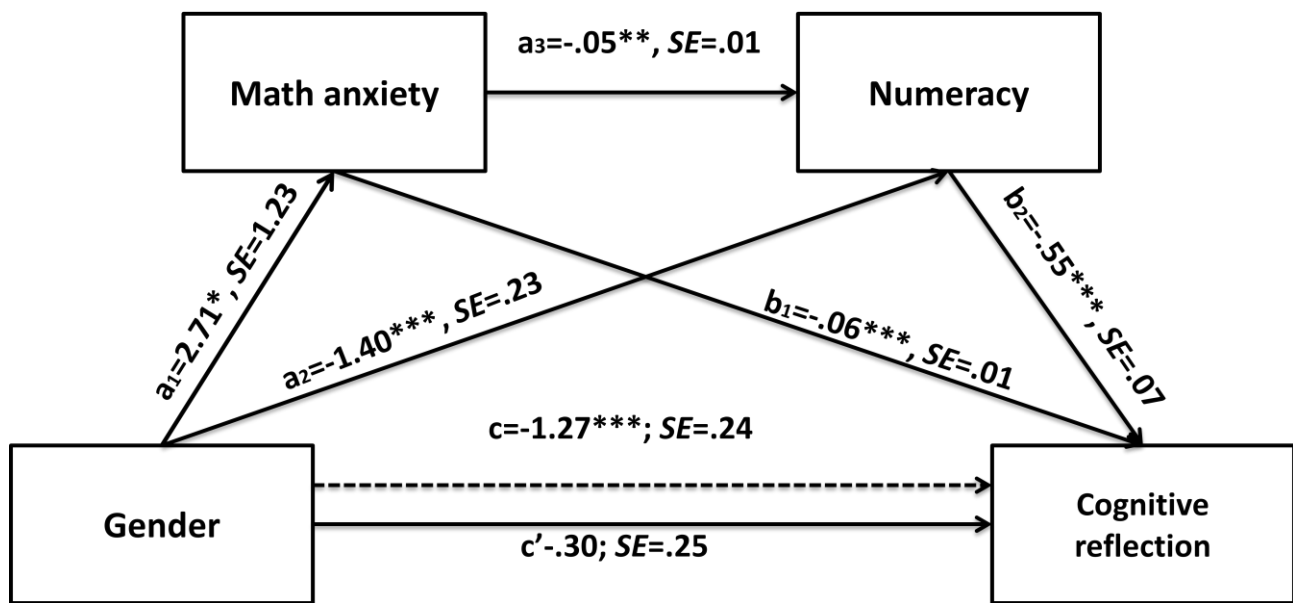 a₃=-.05**, SE=.01
Math anxiety
Numeracy
a₁=2.71*, SE=1.23
a₂=-1.40***, SE=.23
b₁=-.06***, SE=.01
b₂=-.55***, SE=.07
c=-1.27***; SE=.24
Gender
Cognitive
reflection
c’-.30; SE=.25